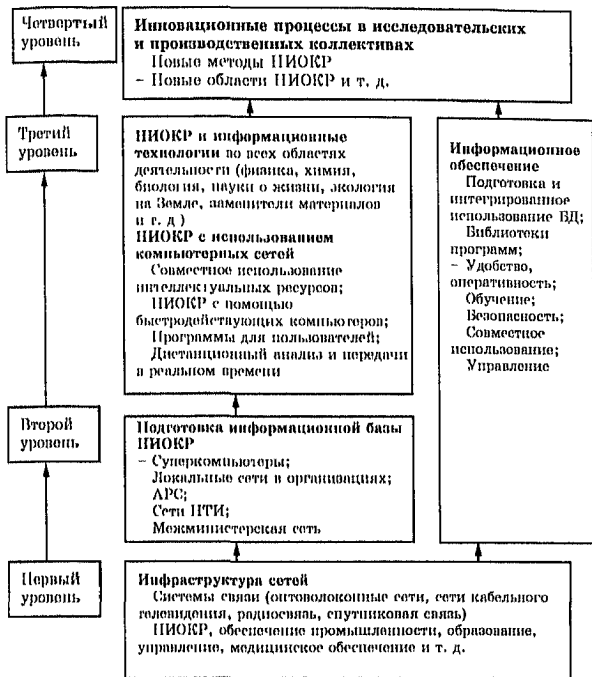 Четвертый
уровень
Инновационные процессы в исследовательских
и производственных коллективах
Новые методы НИОКР
– Новые области НИОКР и т. д.
Третий
уровень
НИОКР и информационные
технологии во всех областях
деятельности (физика, химия,
биология, науки о жизни, экология
на Земле, заменители материалов
и т. д )
НИОКР с использованием
компьютерных сетей
Совместное использование
интеллектуальных ресурсов;
НИОКР с помощью
быстродействующих компьютеров;
Программы для пользователей;
Дистанционный анализ и передачи
в реальном времени
Информационное
обеспечение
Подготовка и
интегрированное
использование БД;
Библиотеки
программ;
– Удобство,
оперативность;
Обучение;
Безопасность;
Совместное
использование;
Управление
Второй
уровень
Подготовка информационной базы
НИОКР
– Суперкомпьютеры;
Локальные сети в организациях;
АРС;
Сети НТИ;
Межминистерская сеть
Первый
уровень
Инфраструктура сетей
Системы связи (оптоволоконные сети, сети кабельного
телевидения, радиосвязь, спутниковая связь)
НИОКР, обеспечение промышленности, образование,
управление, медицинское обеспечение и т. д.